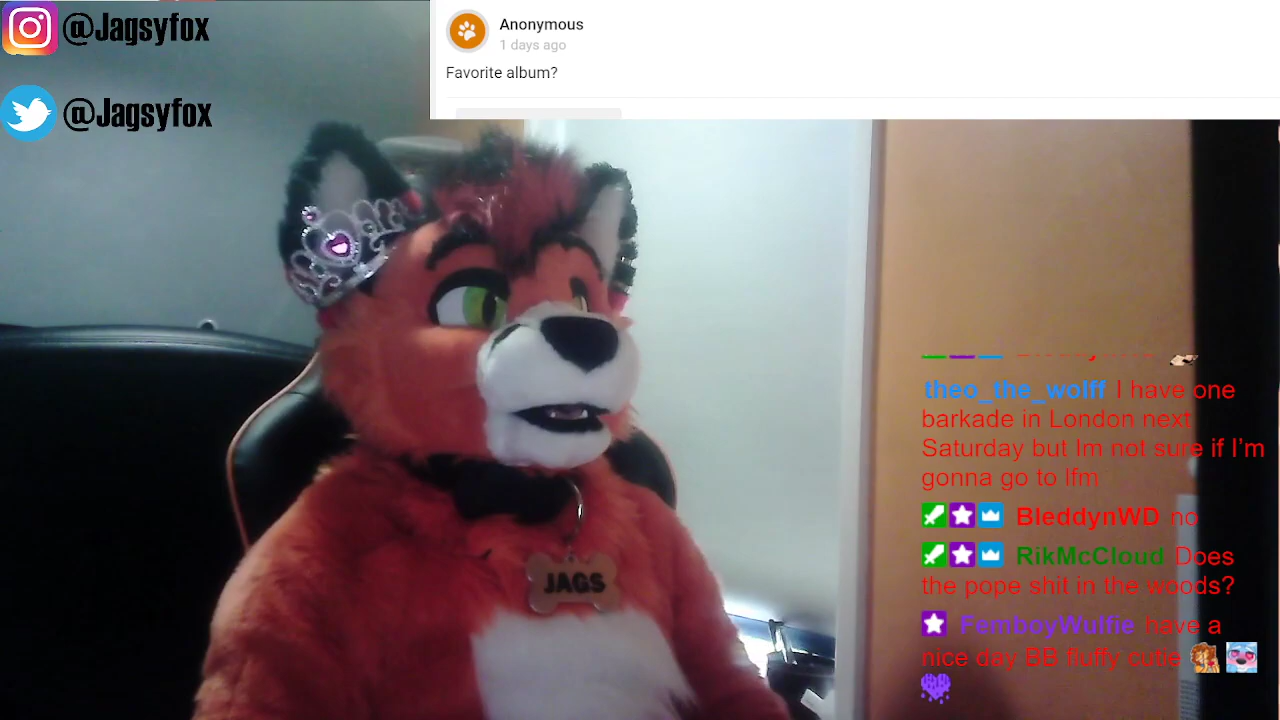 @Jagsyfox
@Jagsyfox
Anonymous
1 days ago
Favorite album?
JAGS
theo_the_wolff I have one
barkade in London next
Saturday but Im not sure if I'm
gonna go to lfm
BleddynWD no
RikMcCloud Does
the pope shit in the woods?
FemboyWulfie have a
nice day BB fluffy cutie